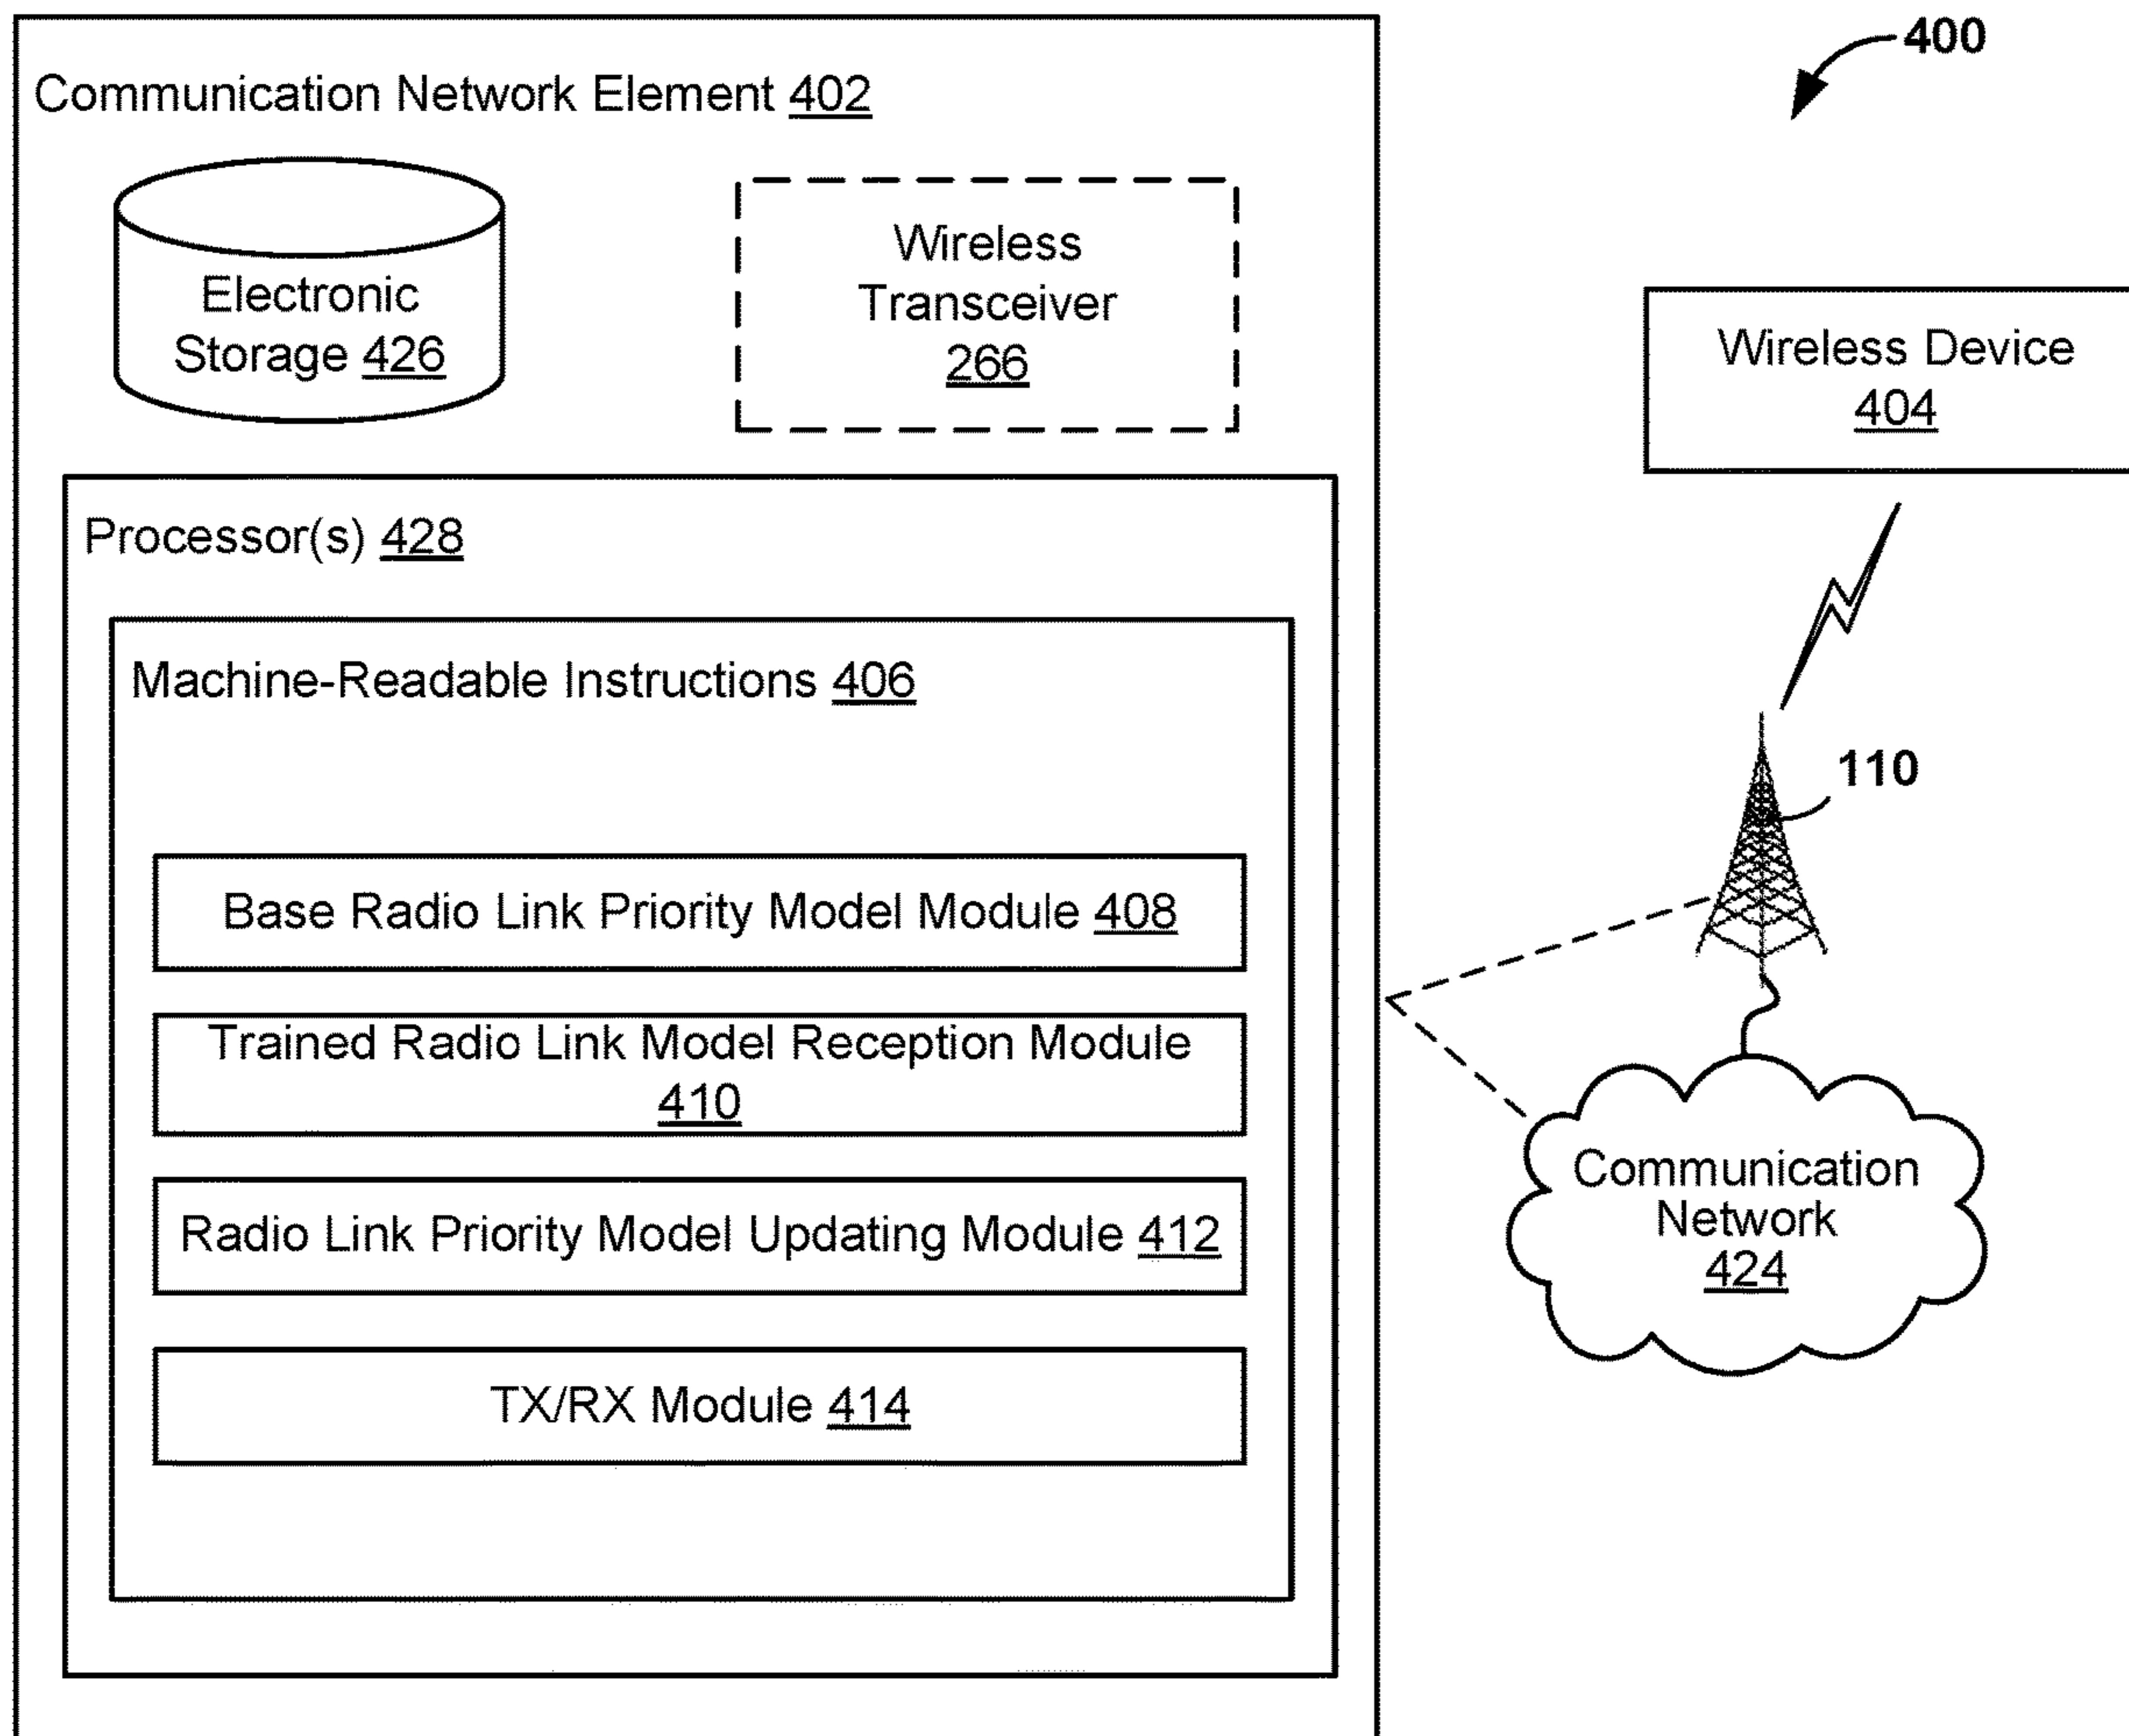 400
Communication Network Element 402
Electronic
Storage 426
Wireless
Transceiver
266
Wireless Device
404
Processor(s) 428
Machine-Readable Instructions 406
110
Base Radio Link Priority Model Module 408
Trained Radio Link Model Reception Module
410
Radio Link Priority Model Updating Module 412
TX/RX Module 414
Communication
Network
424